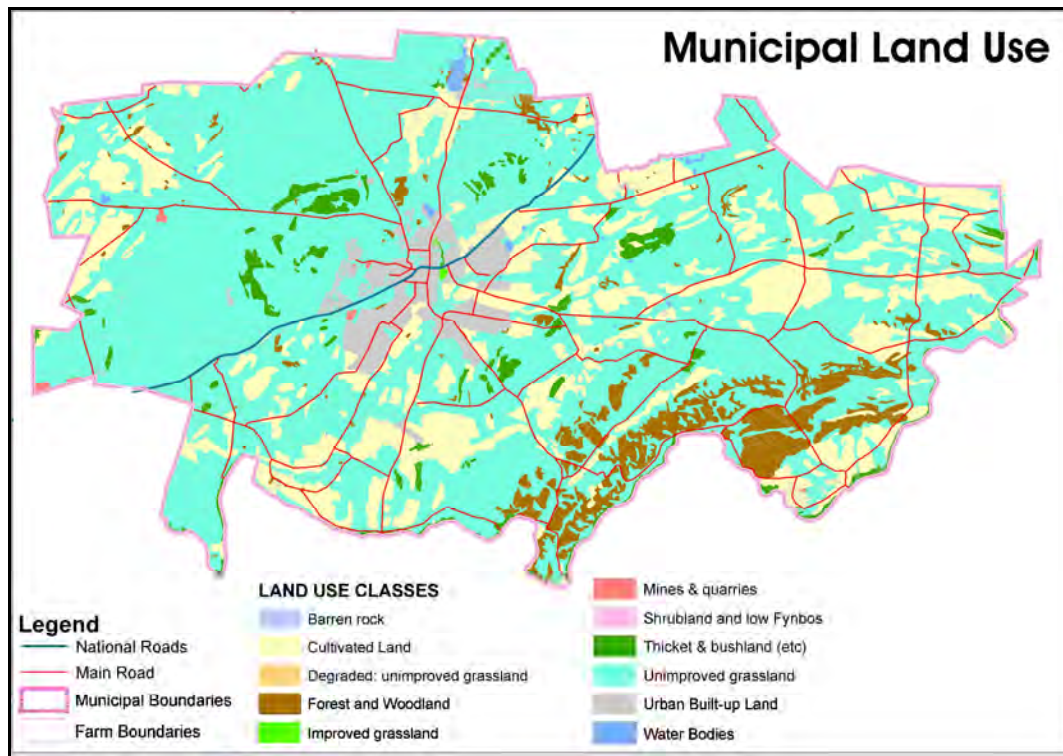 Municipal Land Use
Legend
National Roads
Main Road
Municipal Boundaries
Farm Boundaries
LAND USE CLASSES
Barren rock
Cultivated Land
Degraded: unimproved grassland
Forest and Woodland
Improved grassland
Mines & quarries
Shrubland and low Fynbos
Thicket & bushland (etc)
Unimproved grassland
Urban Built-up Land
Water Bodies